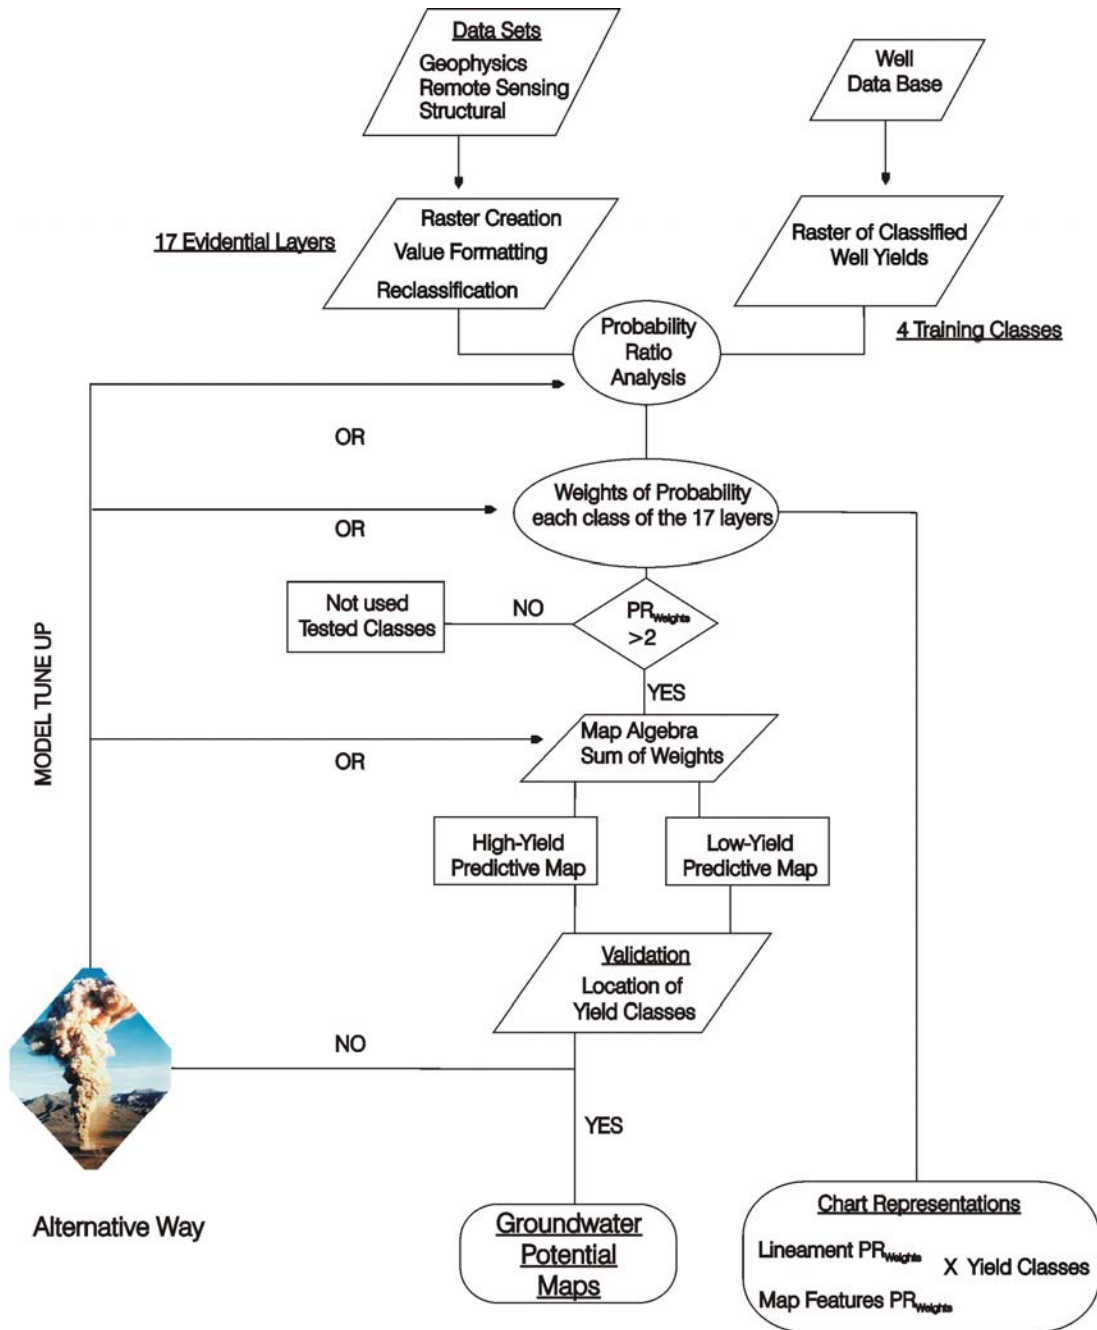 Data Sets
Geophysics
Remote Sensing
Structural
Well
Data Base
17 Evidential Layers
Raster Creation
Value Formatting
Reclassification
Raster of Classified
Well Yields
4 Training Classes
Probability
Ratio
Analysis
OR
Weights of Probability
each class of the 17 layers
OR
Not used
Tested Classes
NO
PRWeights
>2
YES
MODEL TUNE UP
Map Algebra
Sum of Weights
OR
High-Yield
Predictive Map
Low-Yield
Predictive Map
Validation
Location of
Yield Classes
NO
YES
Alternative Way
Groundwater
Potential
Maps
Chart Representations
Lineament PRWeights
X Yield Classes
Map Features PRWeights